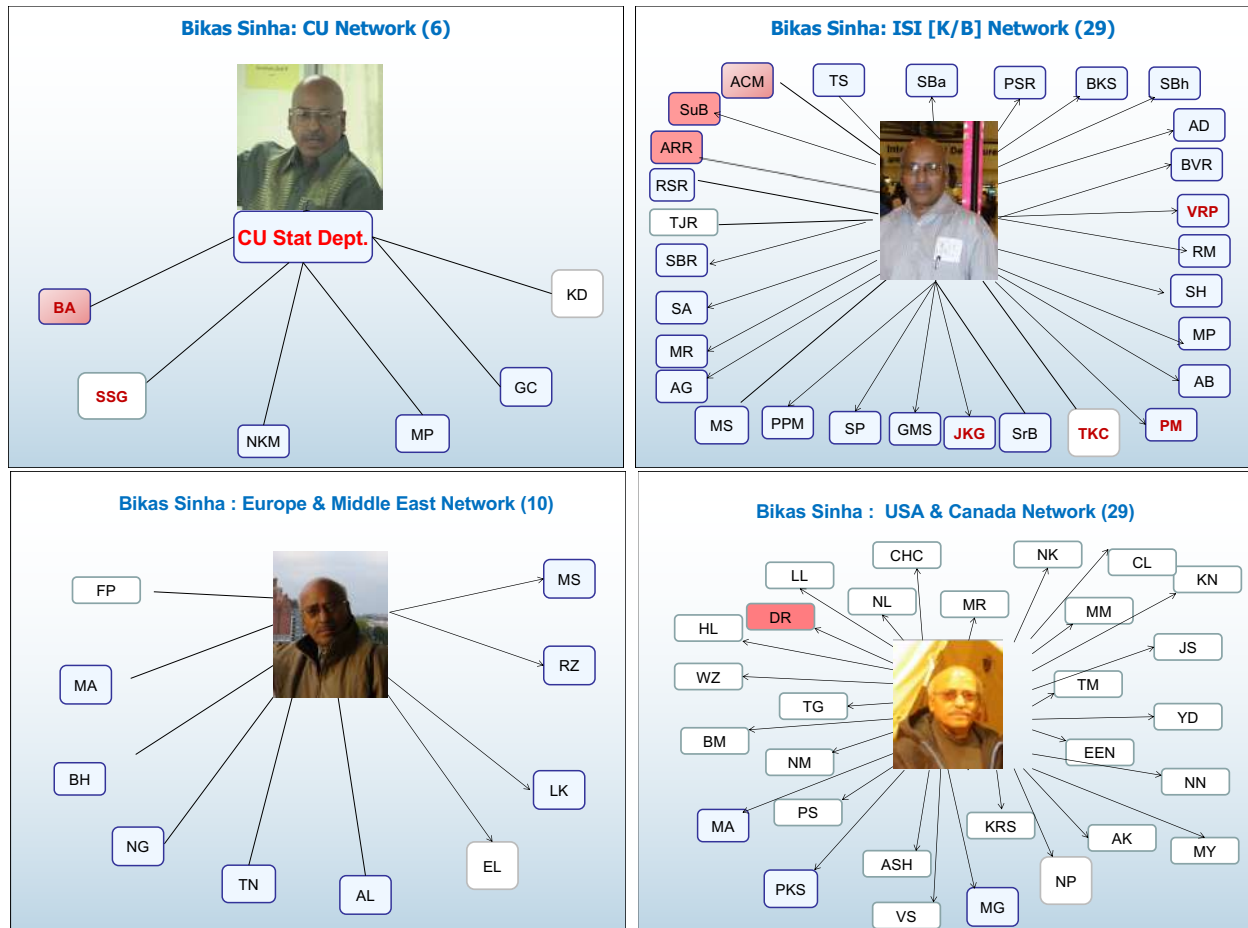 Bikas Sinha: CU Network (6)
CU Stat Dept.
BA
KD
SSG
GC
NKM
MP
Bikas Sinha: ISI [K/B] Network (29)
ACM
TS
SBa
PSR
BKS
SBh
SuB
AD
ARR
BVR
RSR
VRP
TJR
RM
SBR
SH
SA
MP
MR
AB
AG
MS
PPM
SP
GMS
JKG
SrB
TKC
PM
Bikas Sinha : Europe & Middle East Network (10)
FP
MS
RZ
MA
BH
LK
NG
EL
TN
AL
Bikas Sinha : USA & Canada Network (29)
CHC
NK
CL
LL
KN
NL
MR
MM
DR
HL
JS
WZ
TM
TG
YD
BM
EEN
NM
NN
PS
MA
KRS
AK
MY
ASH
NP
PKS
VS
MG